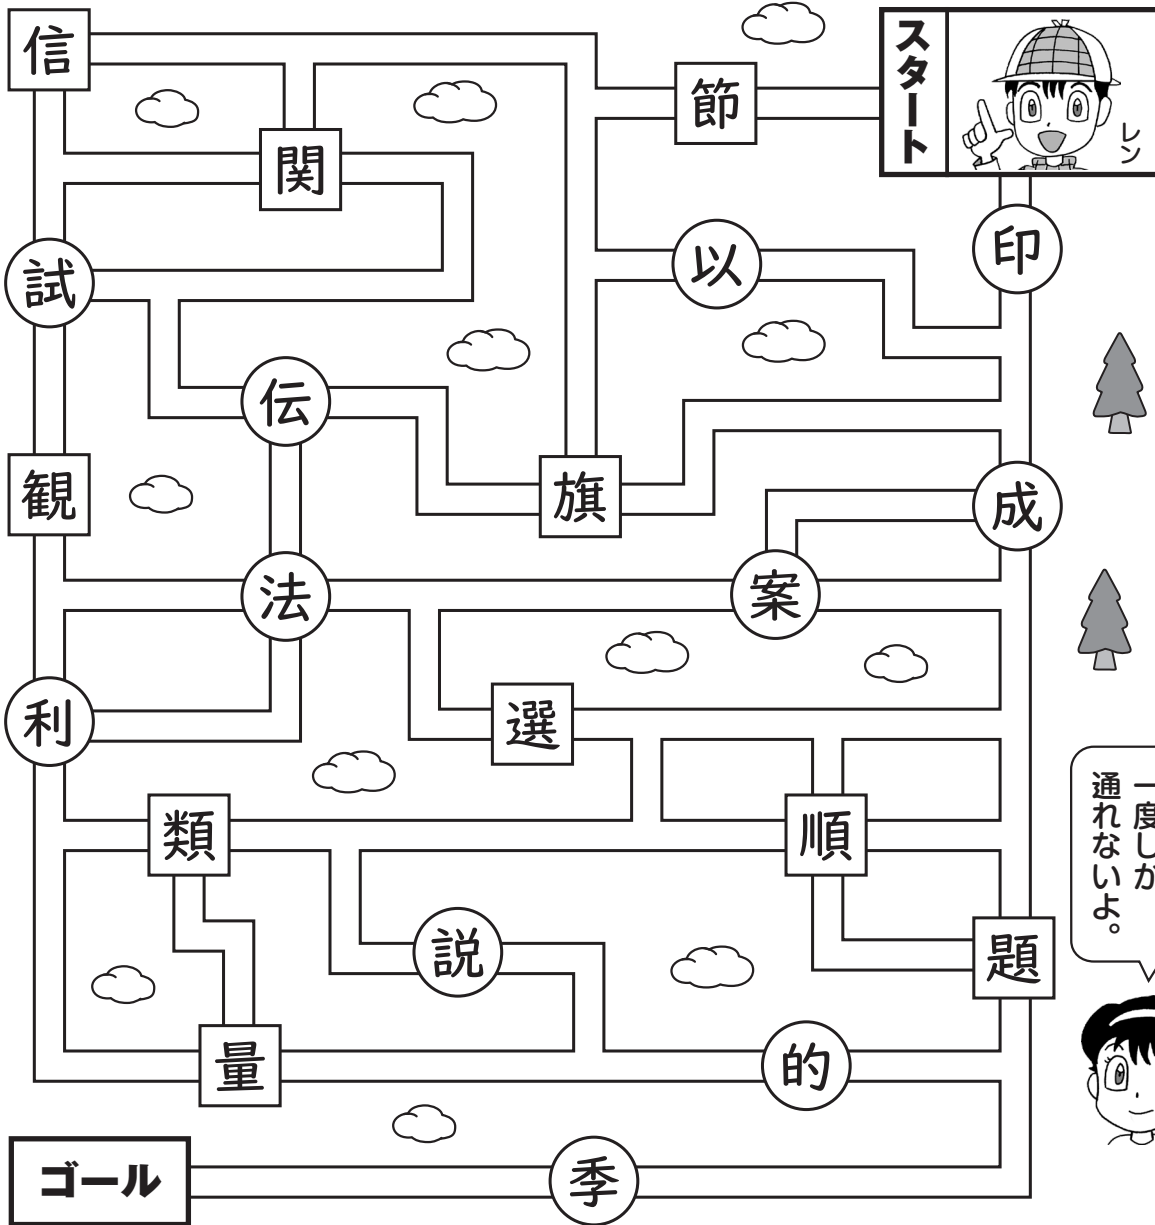 信
節
スタート
レン
関
試
以
印
伝
観
旗
成
法
案
利
選
類
順
説
題
量
的
一度しか
通れないよ。
ゴール
季